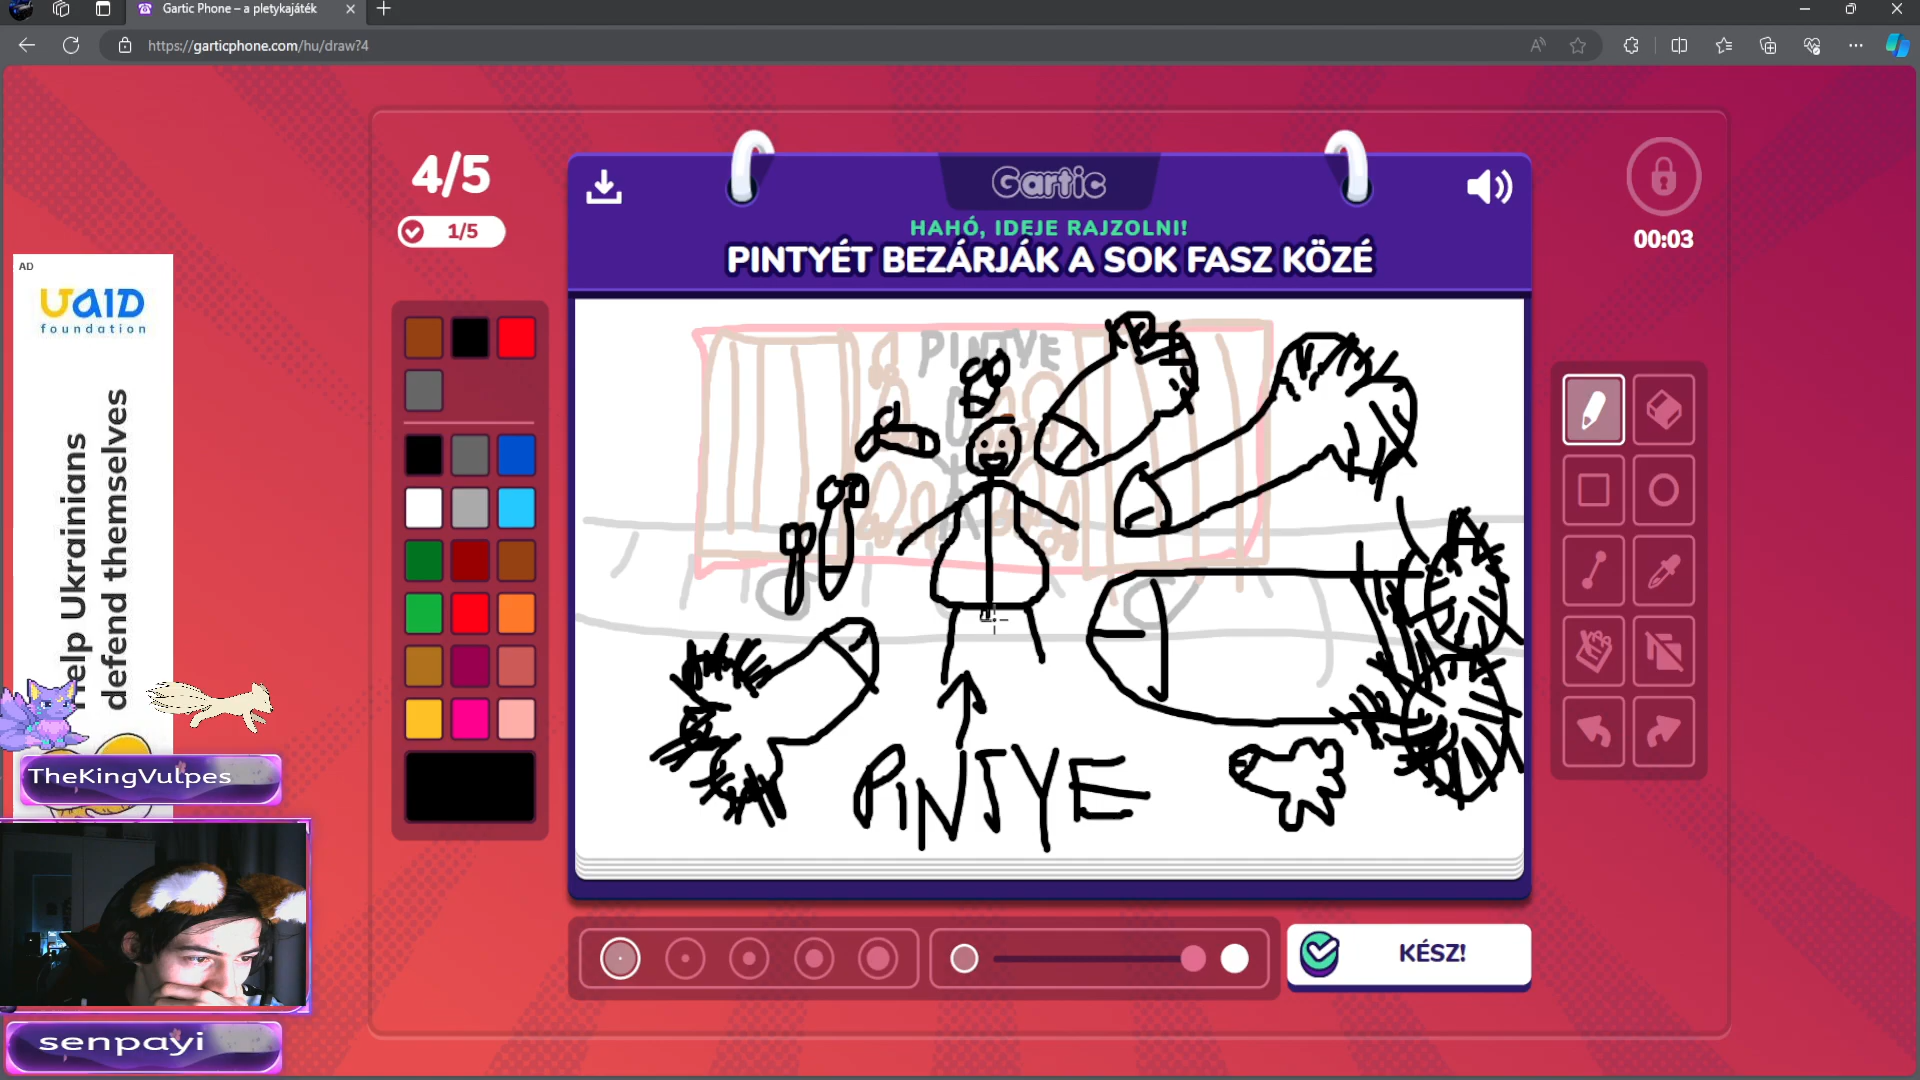 Gartic Phone – a pletykajáték
https://garticphone.com/hu/draw?4
4/5
1/5
Gartic
HAHÓ, IDEJE RAJZOLNI!
PINTYÉT BEZÁRJÁK A SOK FASZ KÖZÉ
00:03
AD
UAID
foundation
Help Ukrainians
defend themselves
PINTYE
PINTYE
TheKingVulpes
KÉSZ!
senpayi